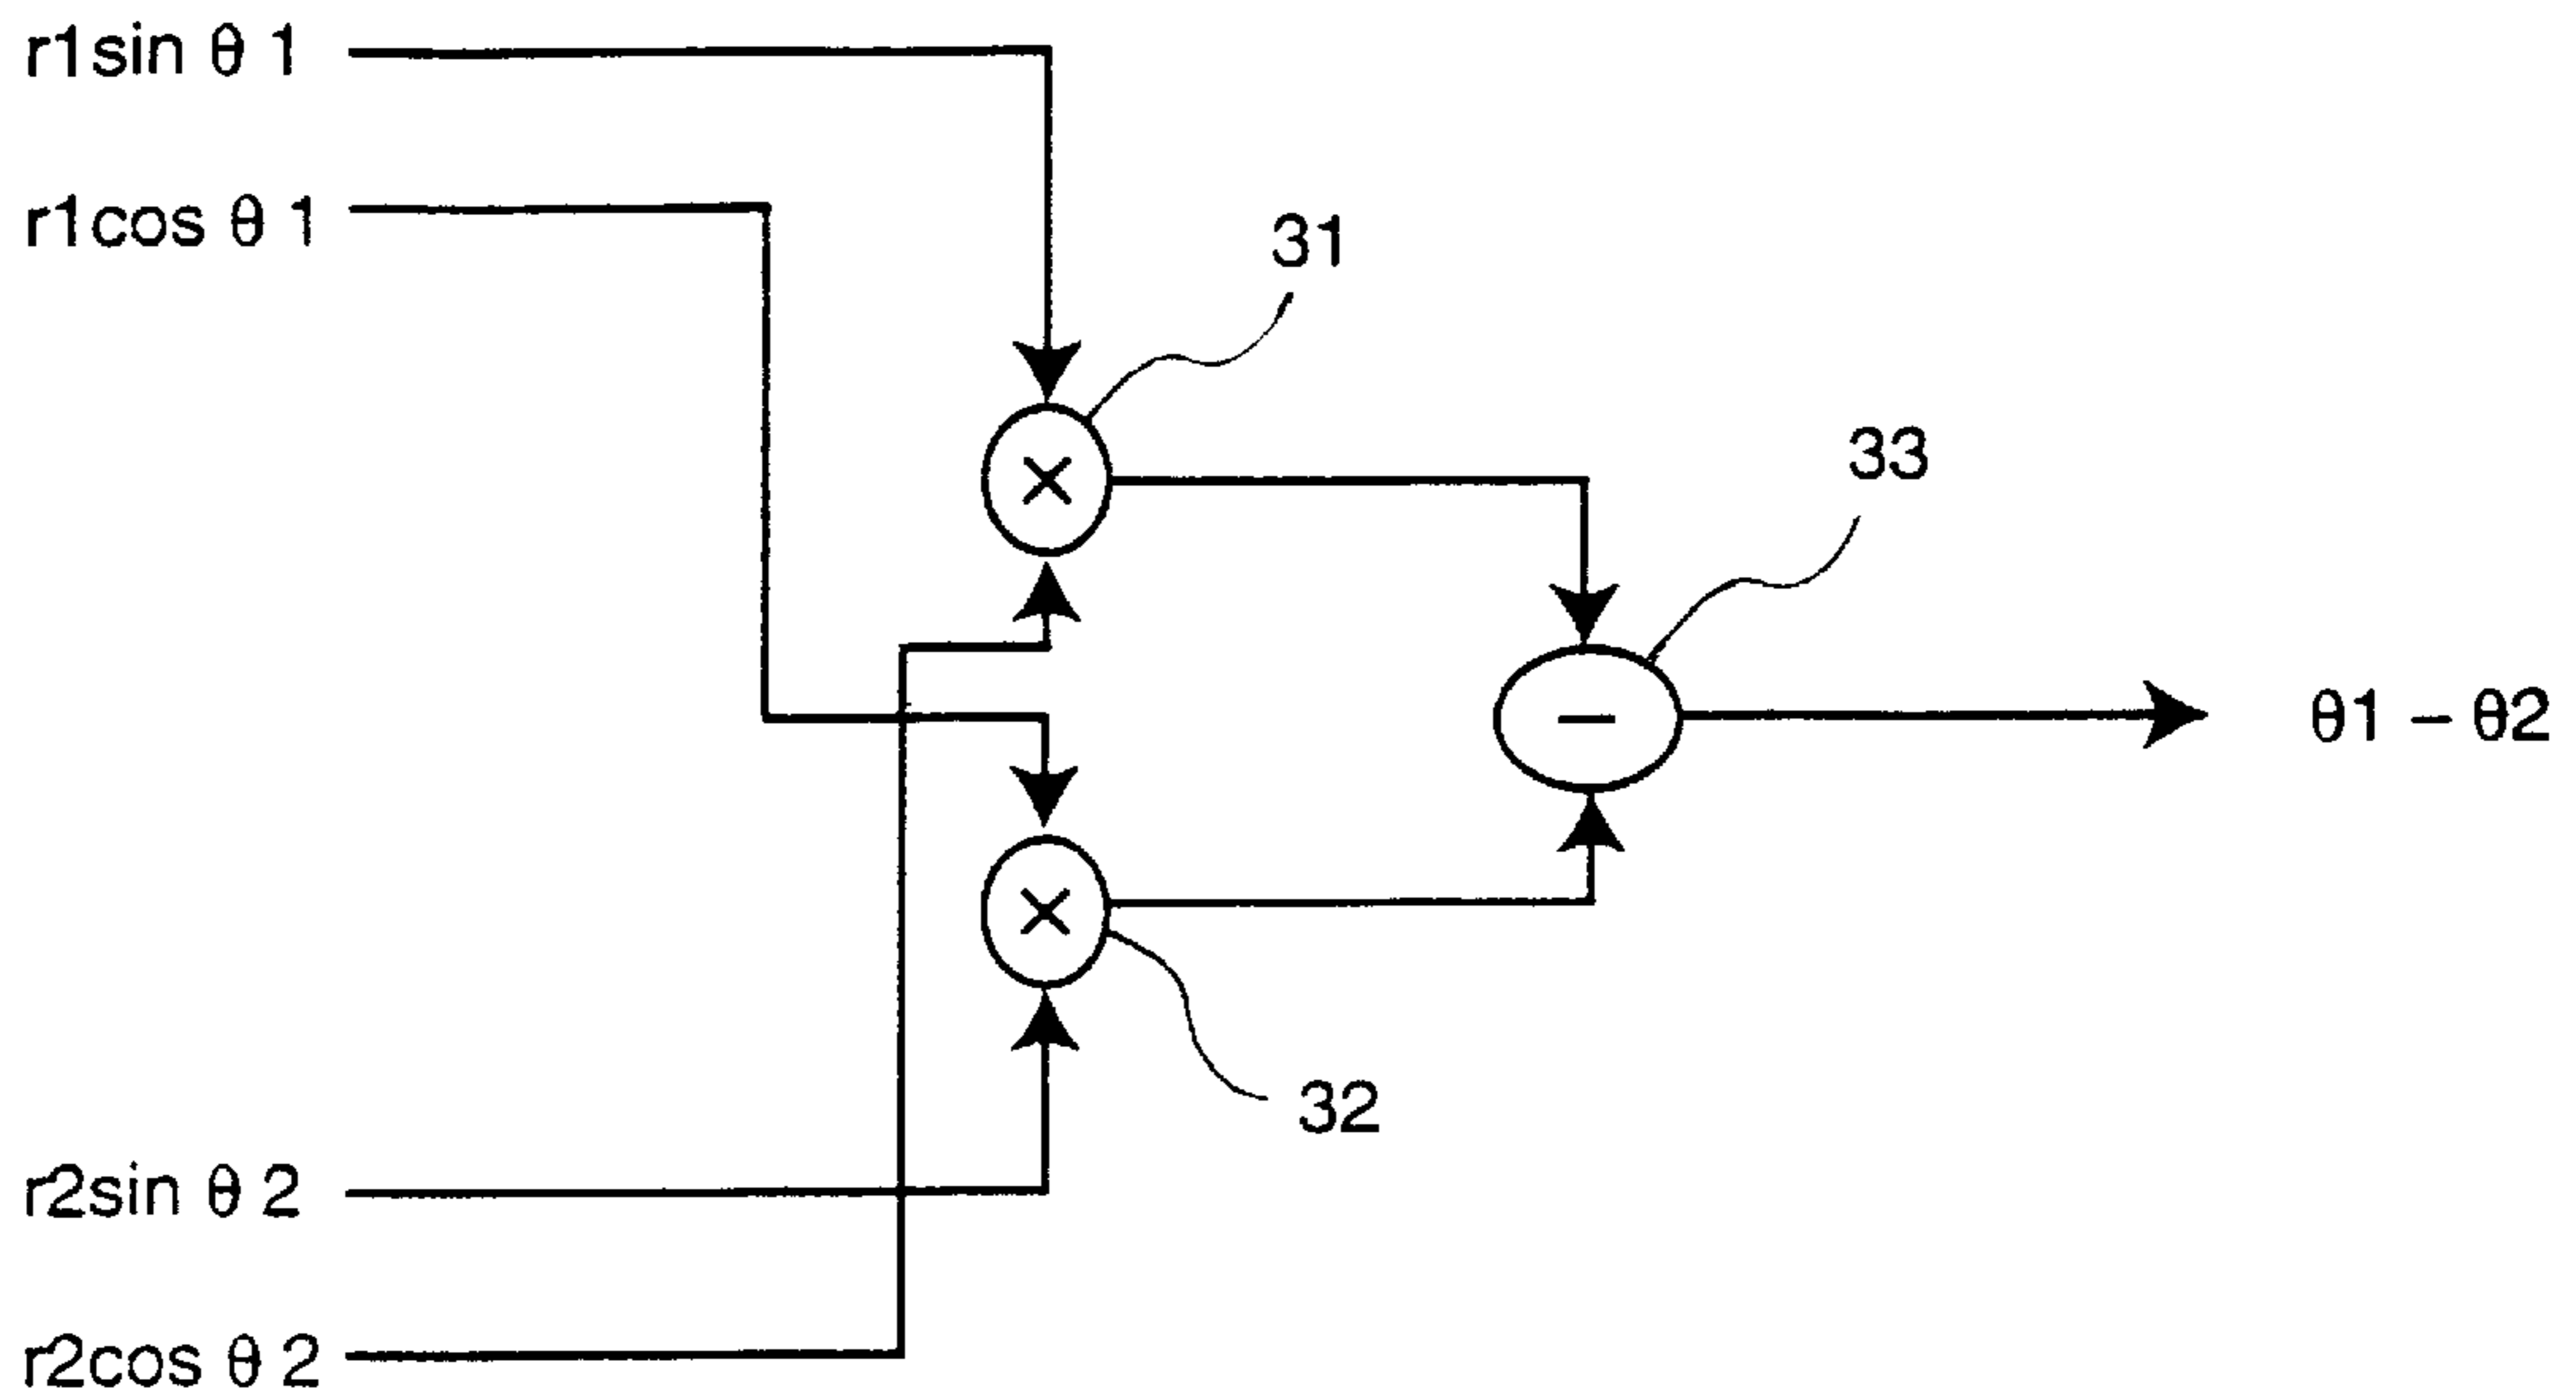 r1sin θ 1
r1cos θ 1
31
×
33
−
θ1 − θ2
×
32
r2sin θ 2
r2cos θ 2